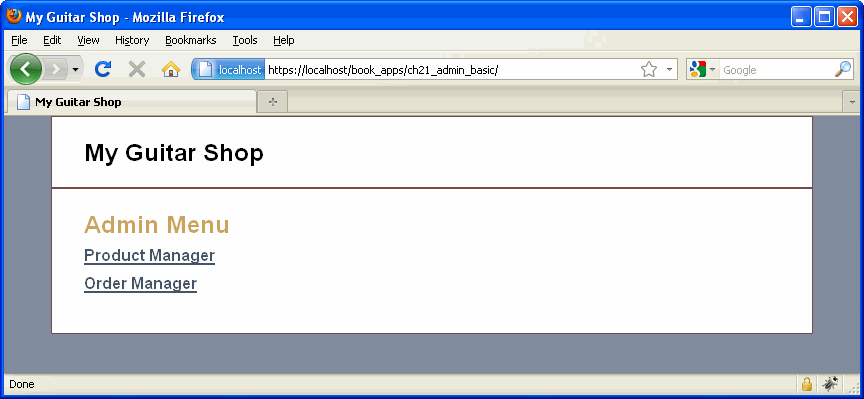 My Guitar Shop - Mozilla Firefox
File Edit View History Bookmarks Tools Help
localhost https://localhost/book_apps/ch21_admin_basic/ Google
My Guitar Shop
My Guitar Shop
Admin Menu
Product Manager
Order Manager
Done